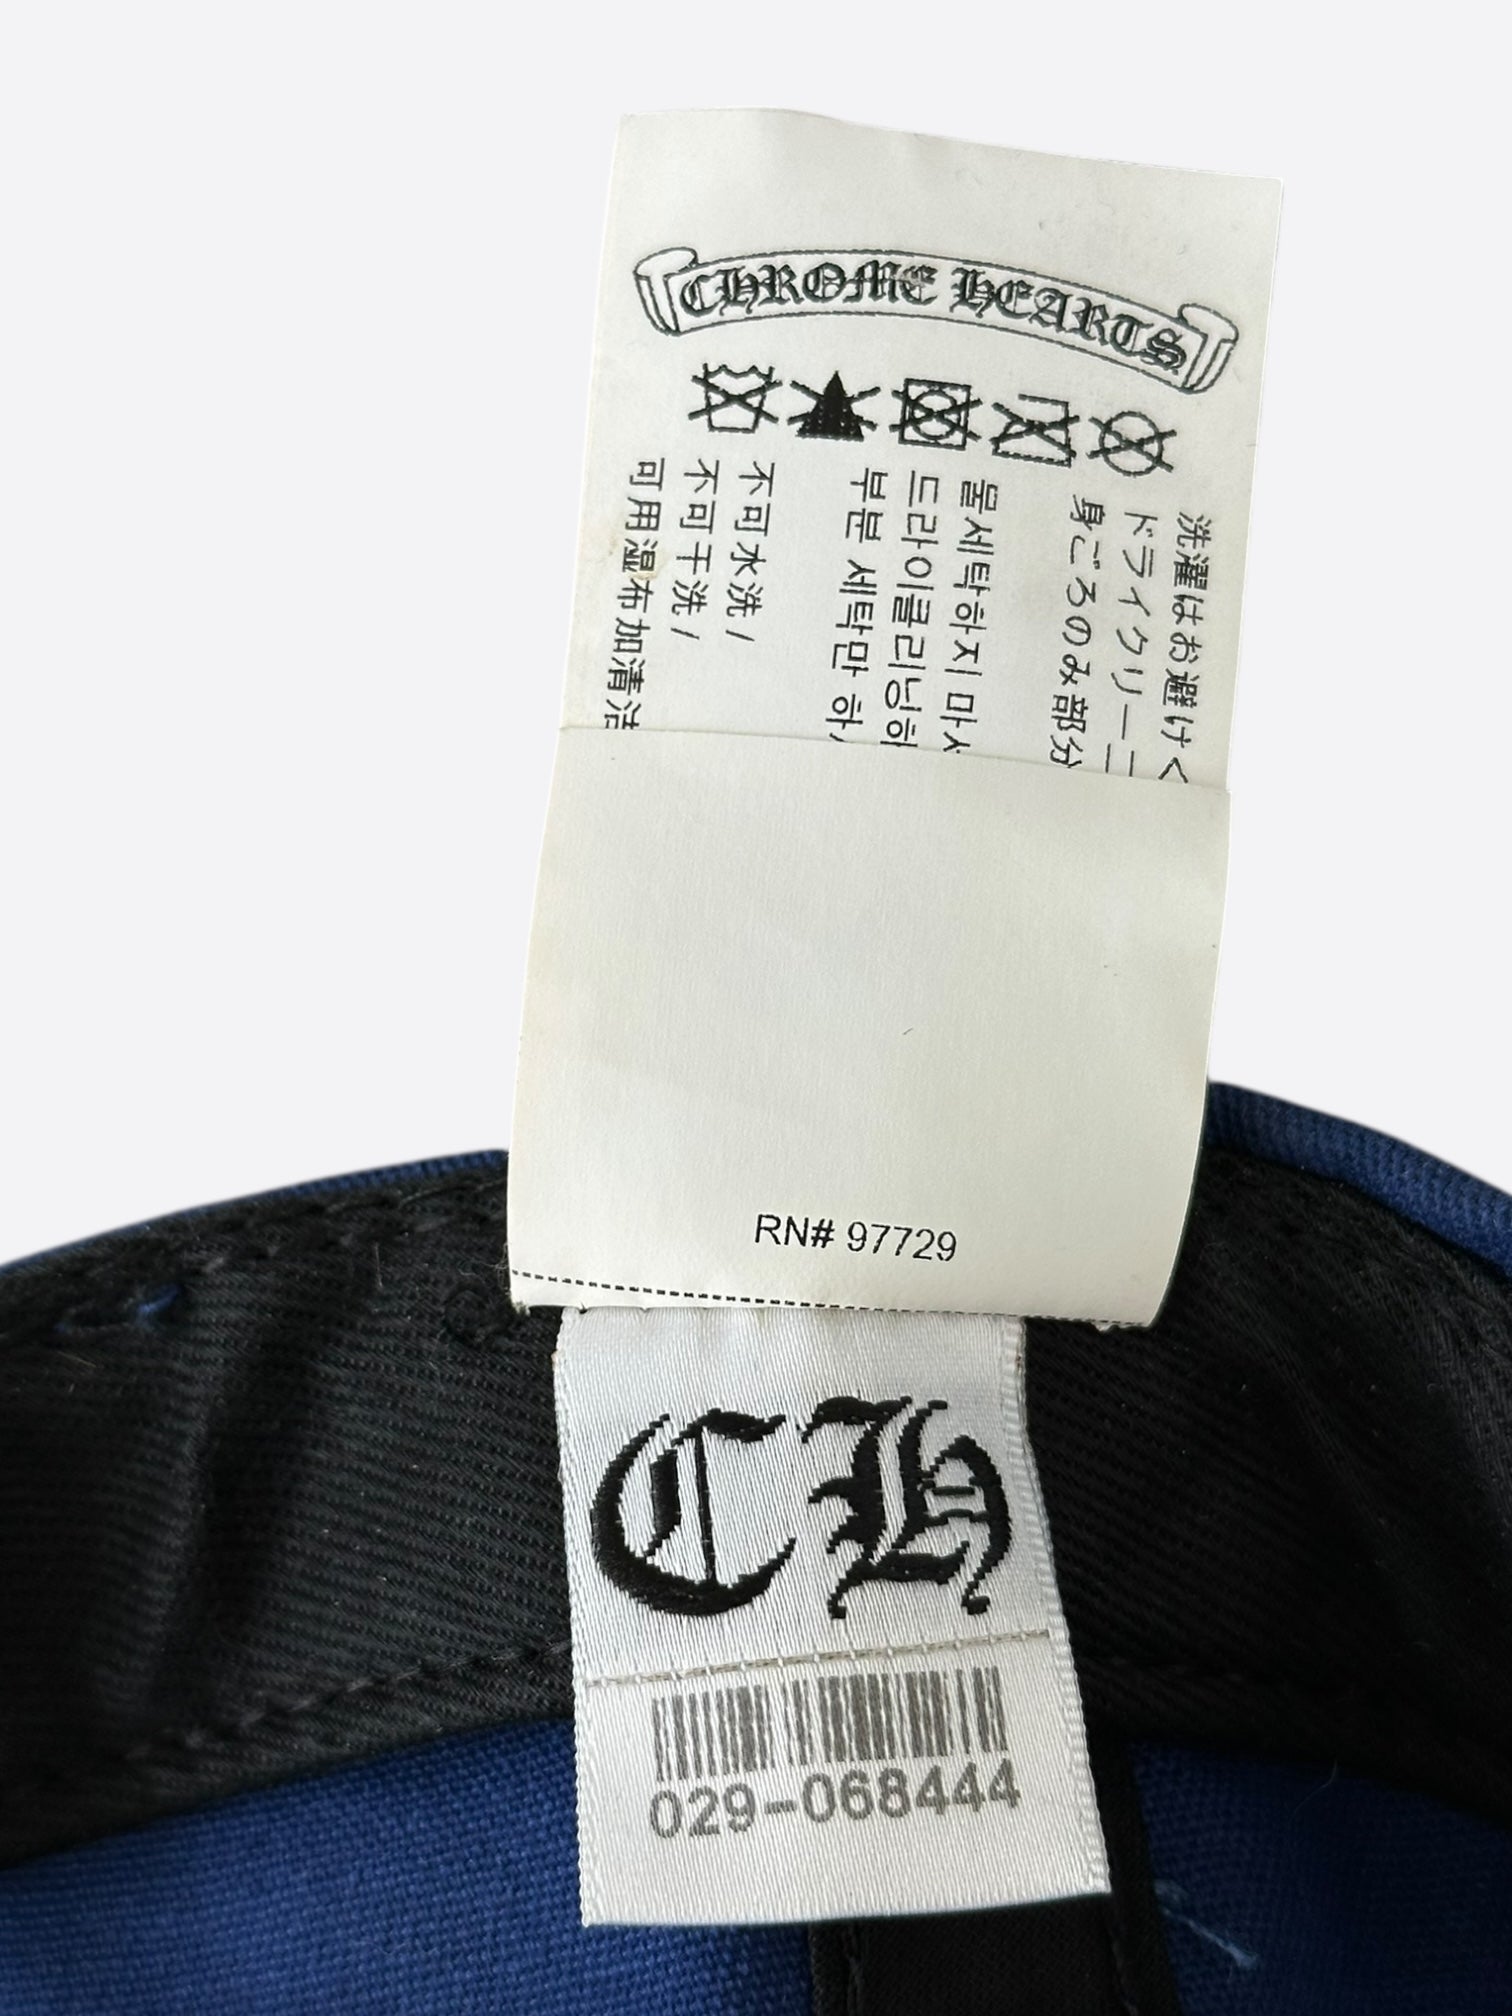 CHROME HEARTS
洗濯はお避けく
ドライクリーニ
身ごろのみ部分
물세탁하지 마시
드라이클리닝하
부분 세탁만 하
不可水洗 /
不可干洗 /
可用湿布加清洁
RN# 97729
CH
029-068444